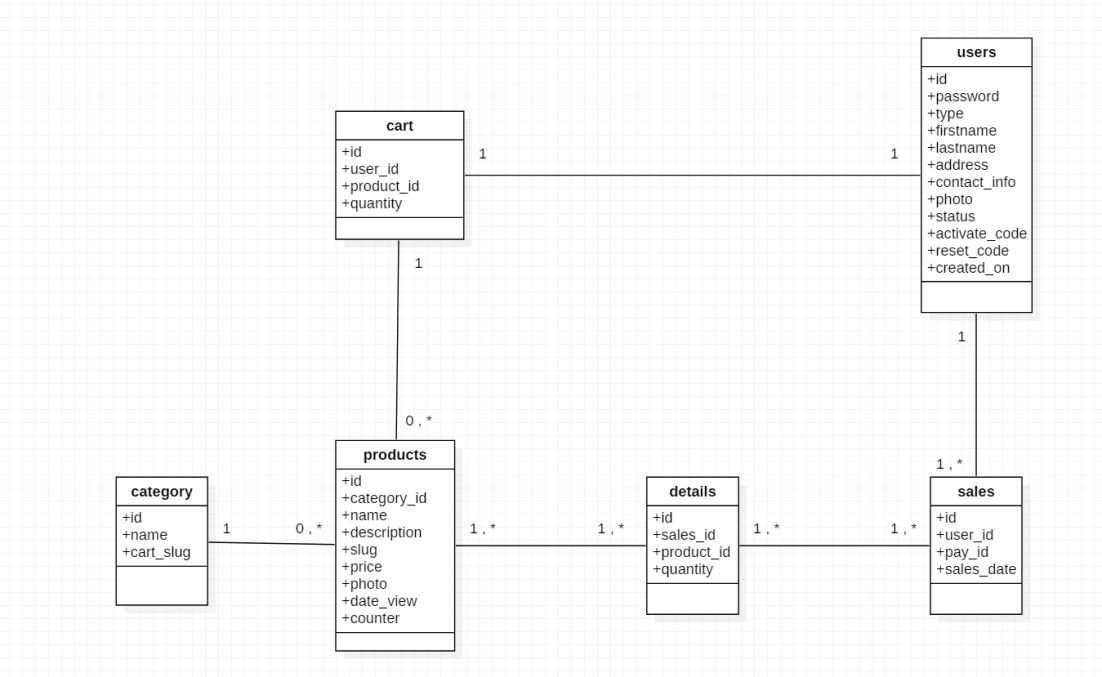 users
+id
+password
+type
+firstname
+lastname
+address
+contact_info
+photo
+status
+activate_code
+reset_code
+created_on
cart
+id
+user_id
+product_id
+quantity
1
1
1
1
0 , *
1 , *
products
+id
+category_id
+name
+description
+slug
+price
+photo
+date_view
+counter
category
+id
+name
+cart_slug
1
0 , *
details
+id
+sales_id
+product_id
+quantity
1 , *
1 , *
1 , *
1 , *
sales
+id
+user_id
+pay_id
+sales_date